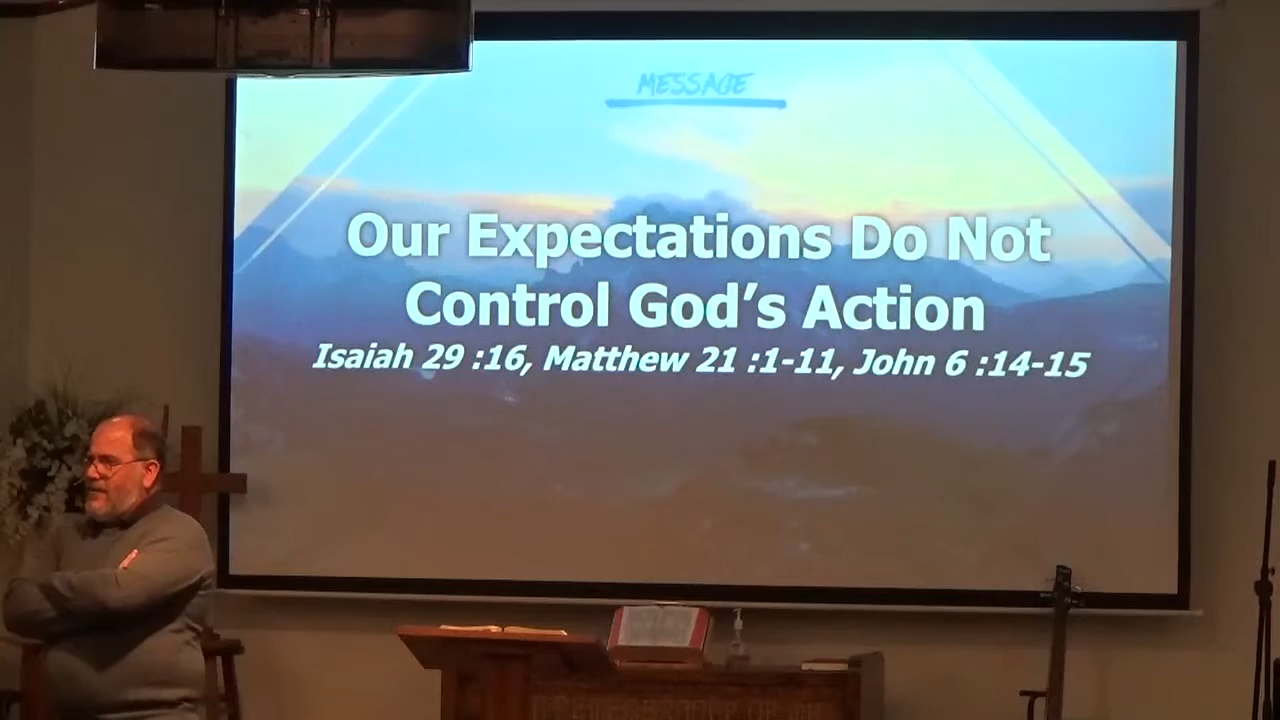 MESSAGE
Our Expectations Do Not
Control God's Action
Isaiah 29 :16, Matthew 21 :1-11, John 6 :14-15